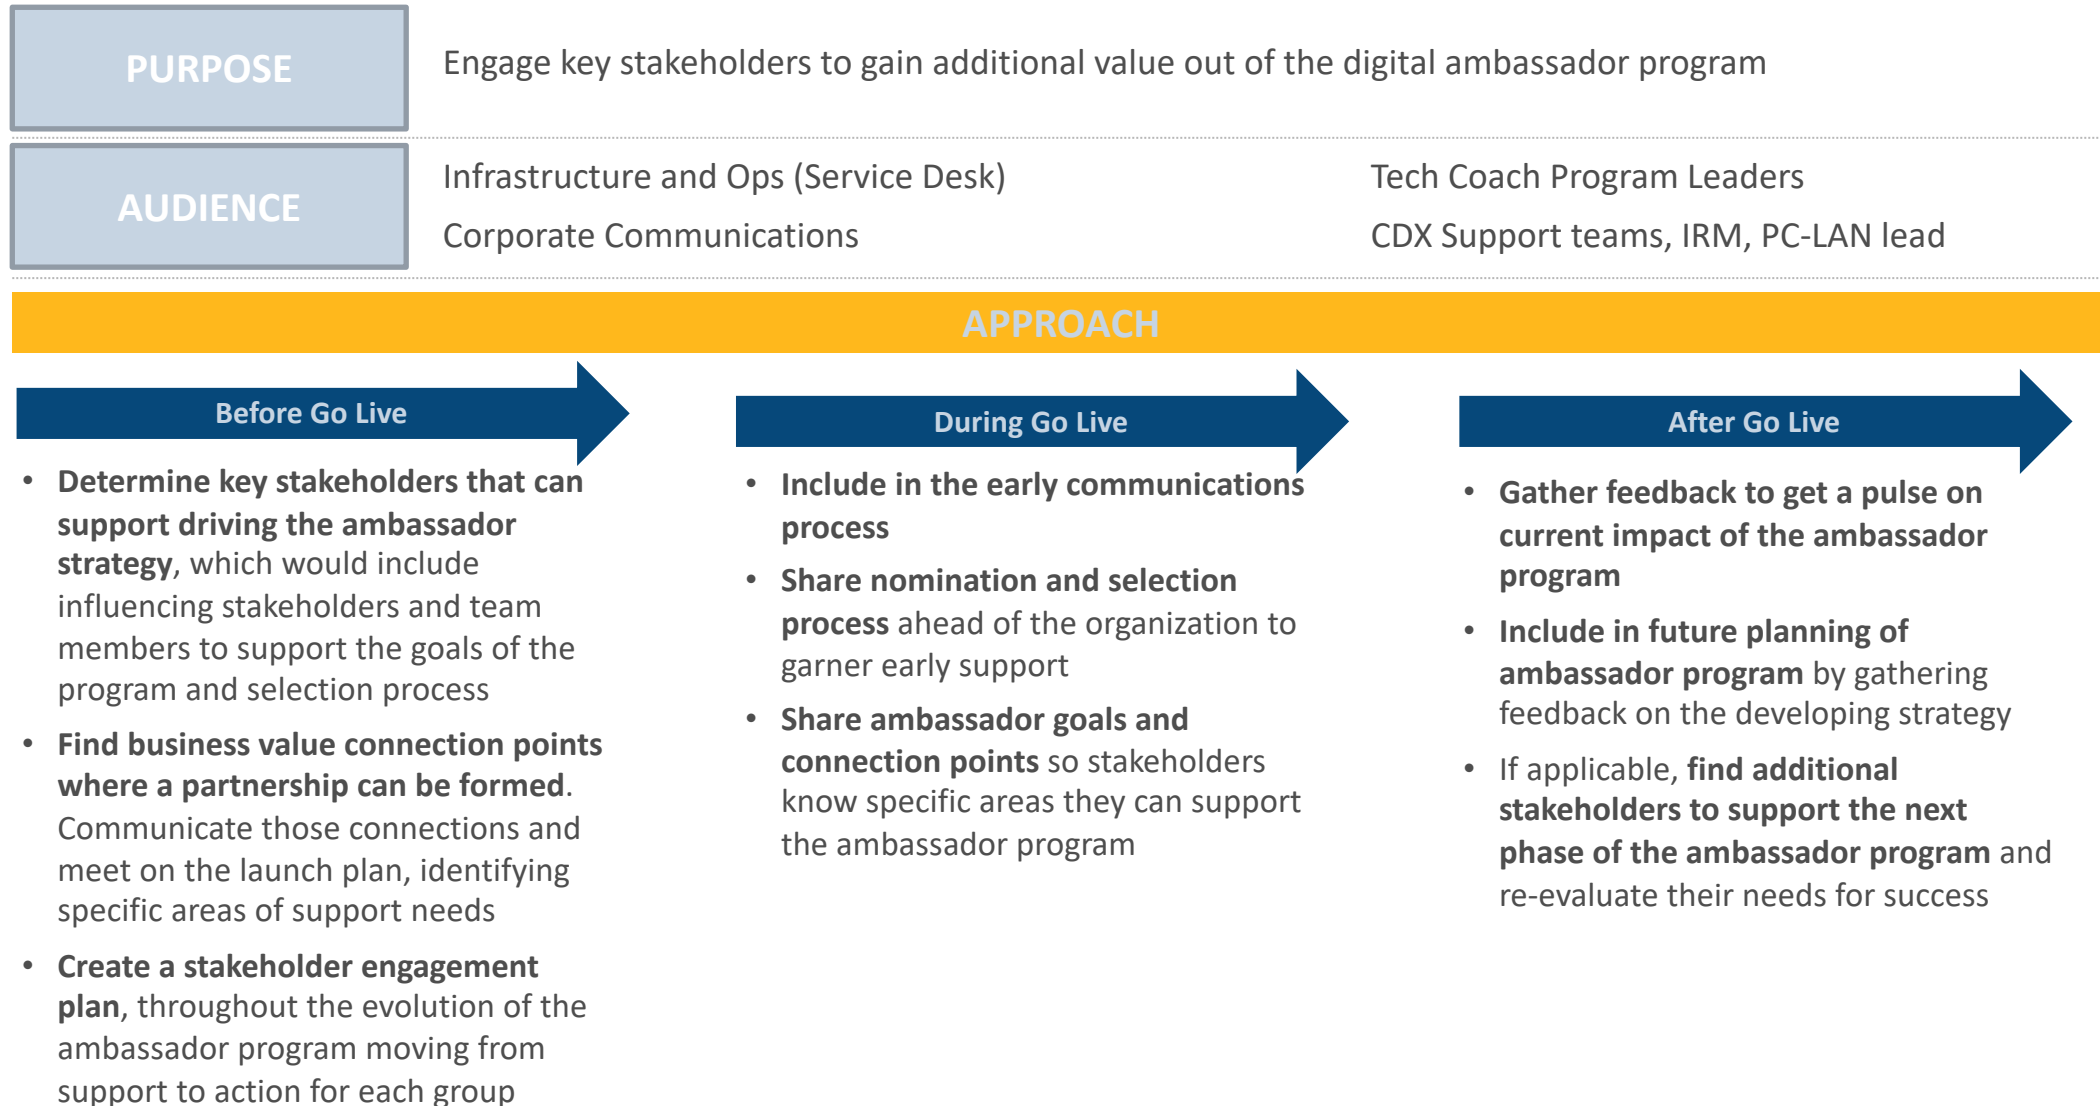 PURPOSE
Engage key stakeholders to gain additional value out of the digital ambassador program
AUDIENCE
Infrastructure and Ops (Service Desk)
Corporate Communications
Tech Coach Program Leaders
CDX Support teams, IRM, PC-LAN lead
APPROACH
Before Go Live
• Determine key stakeholders that can
support driving the ambassador
strategy, which would include
influencing stakeholders and team
members to support the goals of the
program and selection process
• Find business value connection points
where a partnership can be formed.
Communicate those connections and
meet on the launch plan, identifying
specific areas of support needs
• Create a stakeholder engagement
plan, throughout the evolution of the
ambassador program moving from
support to action for each group
During Go Live
• Include in the early communications
process
• Share nomination and selection
process ahead of the organization to
garner early support
• Share ambassador goals and
connection points so stakeholders
know specific areas they can support
the ambassador program
After Go Live
• Gather feedback to get a pulse on
current impact of the ambassador
program
• Include in future planning of
ambassador program by gathering
feedback on the developing strategy
• If applicable, find additional
stakeholders to support the next
phase of the ambassador program and
re-evaluate their needs for success